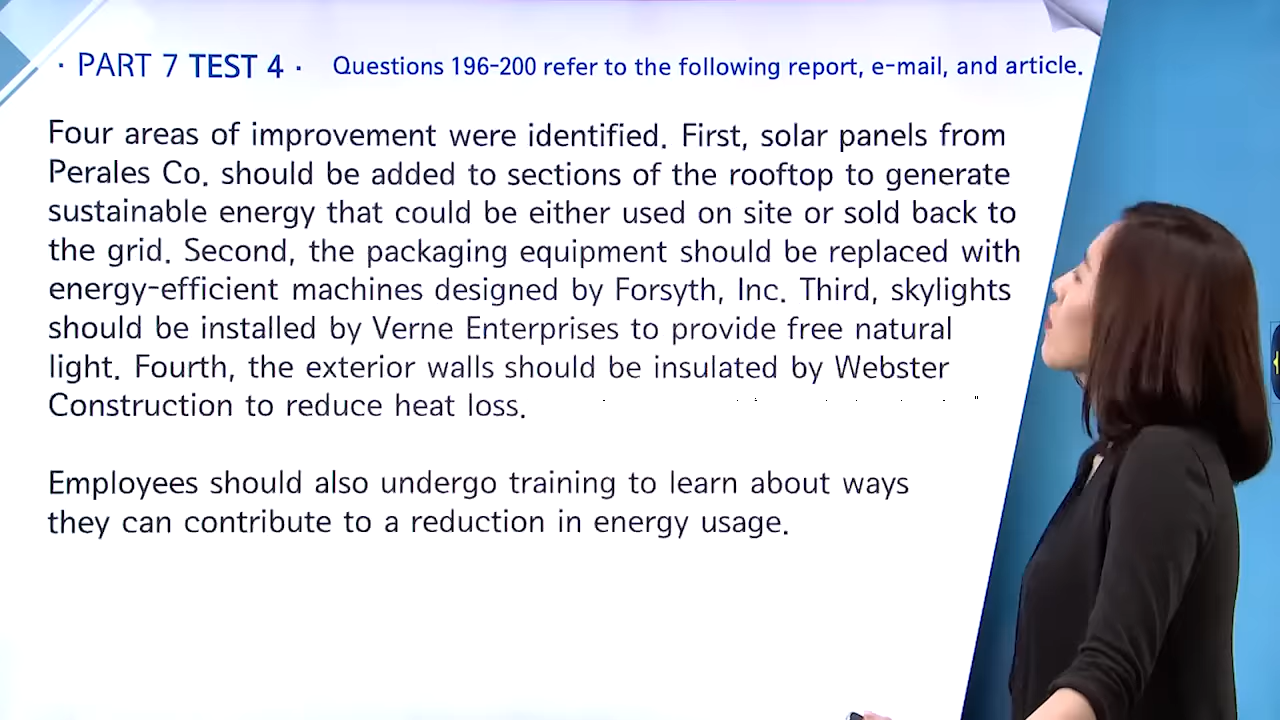 · PART 7 TEST 4 · Questions 196-200 refer to the following report, e-mail, and article.
Four areas of improvement were identified. First, solar panels from
Perales Co. should be added to sections of the rooftop to generate
sustainable energy that could be either used on site or sold back to
the grid. Second, the packaging equipment should be replaced with
energy-efficient machines designed by Forsyth, Inc. Third, skylights
should be installed by Verne Enterprises to provide free natural
light. Fourth, the exterior walls should be insulated by Webster
Construction to reduce heat loss.
Employees should also undergo training to learn about ways
they can contribute to a reduction in energy usage.